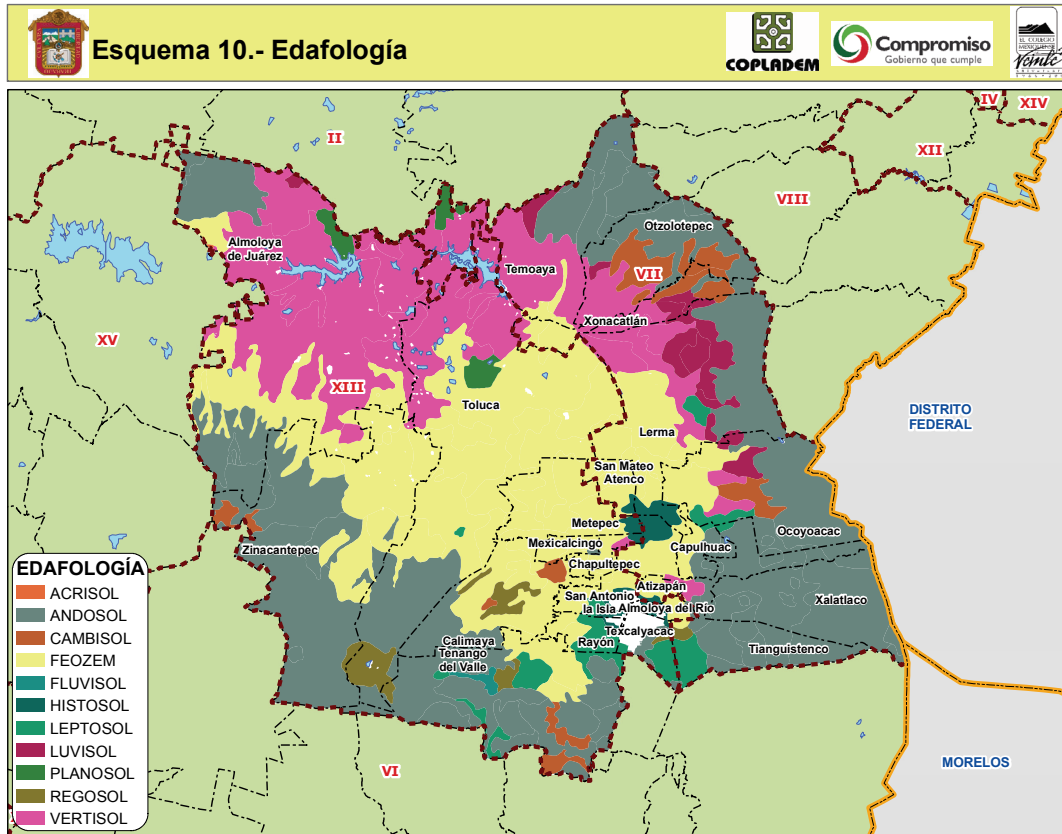 Esquema 10.- Edafología
COPLADEM
Compromiso
Gobierno que cumple
EL COLEGIO
MEXIQUENSE
II
IV
XIV
XII
VIII
Otzolotepec
Almoloya
de Juárez
Temoaya
VII
Xonacatlán
XV
XIII
Toluca
DISTRITO
FEDERAL
Lerma
San Mateo
Atenco
Metepec
Ocoyoacac
Mexicalcingo
Capulhuac
Zinacantepec
Chapultepec
Atizapán
San Antonio
la Isla
Almoloya del Río
Xalatlaco
Texcalyacac
Rayón
Calimaya
Tenango
del Valle
Tianguistenco
VI
MORELOS
EDAFOLOGÍA
ACRISOL
ANDOSOL
CAMBISOL
FEOZEM
FLUVISOL
HISTOSOL
LEPTOSOL
LUVISOL
PLANOSOL
REGOSOL
VERTISOL